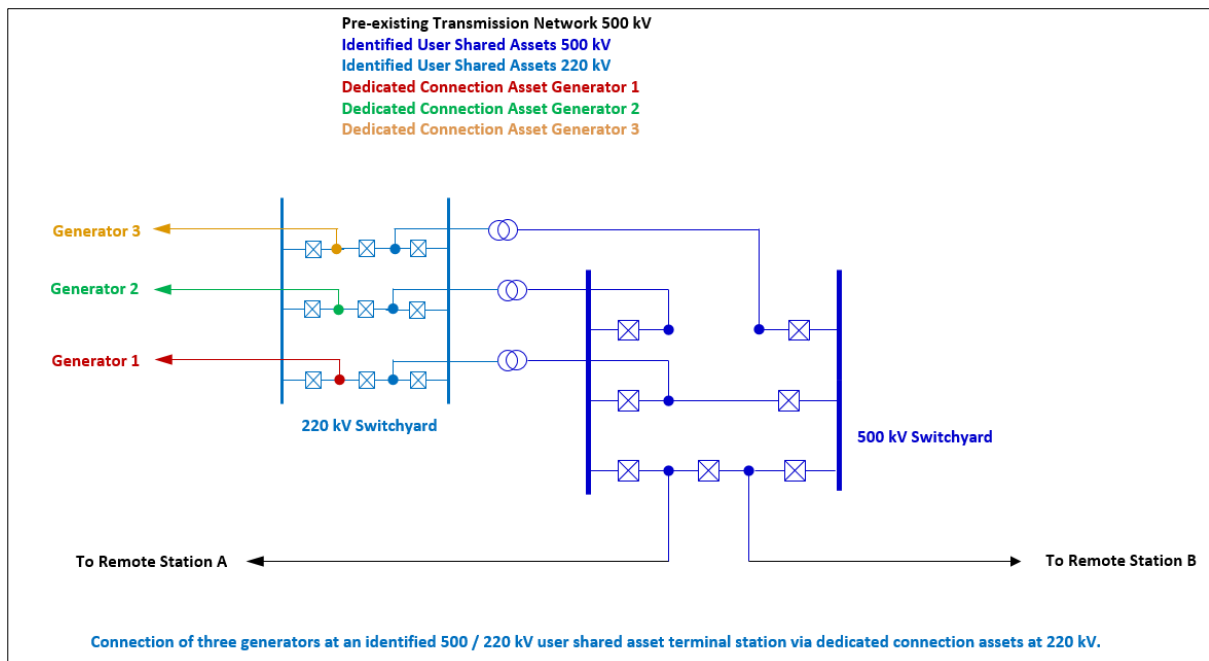 Pre-existing Transmission Network 500 kV
Identified User Shared Assets 500 kV
Identified User Shared Assets 220 kV
Dedicated Connection Asset Generator 1
Dedicated Connection Asset Generator 2
Dedicated Connection Asset Generator 3
Generator 3
Generator 2
Generator 1
220 kV Switchyard
500 kV Switchyard
To Remote Station A
To Remote Station B
Connection of three generators at an identified 500 / 220 kV user shared asset terminal station via dedicated connection assets at 220 kV.